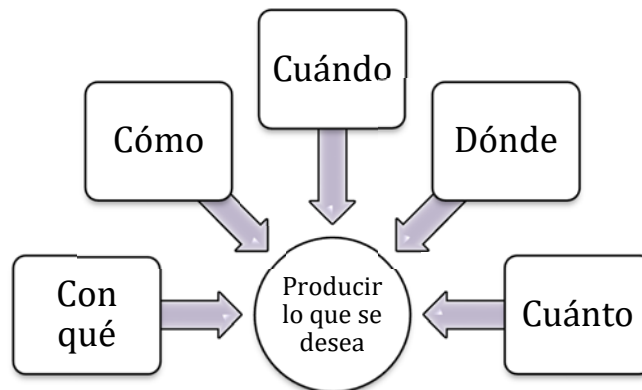 Cuándo
Cómo
Dónde
Con
qué
Producir
lo que se
desea
Cuánto